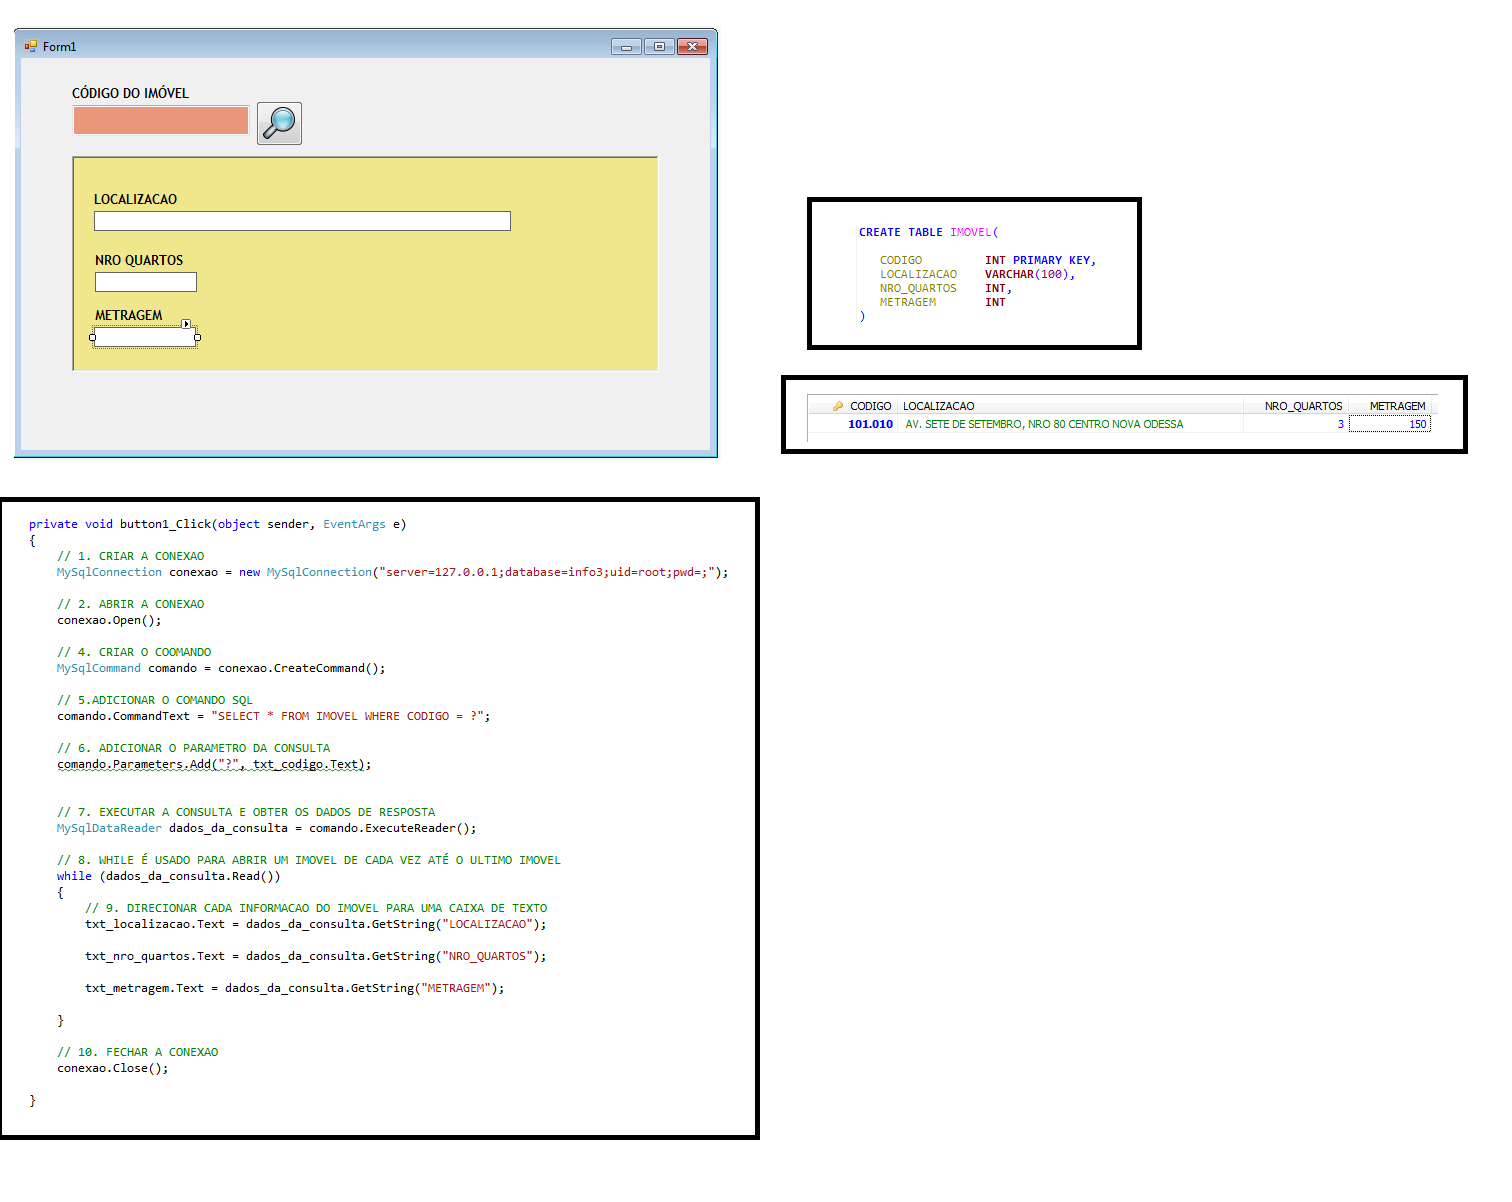 Form1
CÓDIGO DO IMÓVEL
LOCALIZACAO
NRO QUARTOS
METRAGEM
CREATE TABLE IMOVEL(
CODIGO INT PRIMARY KEY,
LOCALIZACAO VARCHAR(100),
NRO_QUARTOS INT,
METRAGEM INT
)
CODIGO LOCALIZACAO NRO_QUARTOS METRAGEM
101.010 AV. SETE DE SETEMBRO, NRO 80 CENTRO NOVA ODESSA 3 150
private void button1_Click(object sender, EventArgs e)
{
// 1. CRIAR A CONEXAO
MySqlConnection conexao = new MySqlConnection("server=127.0.0.1;database=info3;uid=root;pwd=;");
// 2. ABRIR A CONEXAO
conexao.Open();
// 4. CRIAR O COOMANDO
MySqlCommand comando = conexao.CreateCommand();
// 5.ADICIONAR O COMANDO SQL
comando.CommandText = "SELECT * FROM IMOVEL WHERE CODIGO = ?";
// 6. ADICIONAR O PARAMETRO DA CONSULTA
comando.Parameters.Add("?", txt_codigo.Text);
// 7. EXECUTAR A CONSULTA E OBTER OS DADOS DE RESPOSTA
MySqlDataReader dados_da_consulta = comando.ExecuteReader();
// 8. WHILE É USADO PARA ABRIR UM IMOVEL DE CADA VEZ ATÉ O ULTIMO IMOVEL
while (dados_da_consulta.Read())
{
// 9. DIRECIONAR CADA INFORMACAO DO IMOVEL PARA UMA CAIXA DE TEXTO
txt_localizacao.Text = dados_da_consulta.GetString("LOCALIZACAO");
txt_nro_quartos.Text = dados_da_consulta.GetString("NRO_QUARTOS");
txt_metragem.Text = dados_da_consulta.GetString("METRAGEM");
}
// 10. FECHAR A CONEXAO
conexao.Close();
}